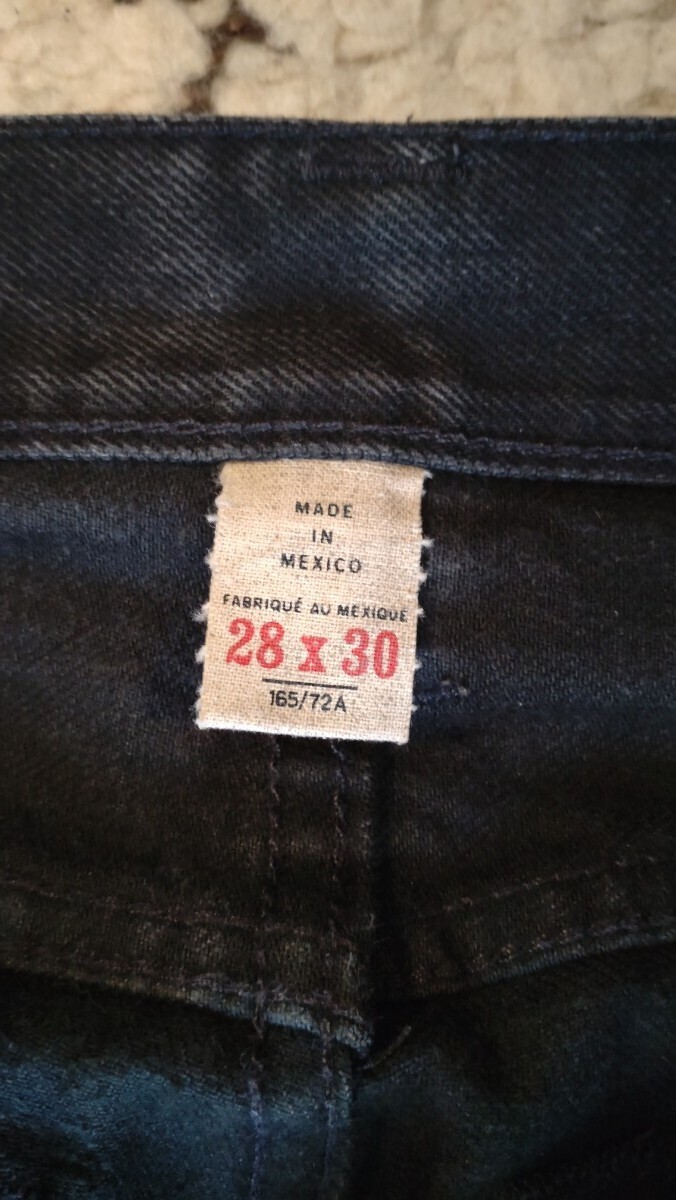 MADE
IN
MEXICO
FABRIQUÉ AU MEXIQUE
28 x 30
165/72A